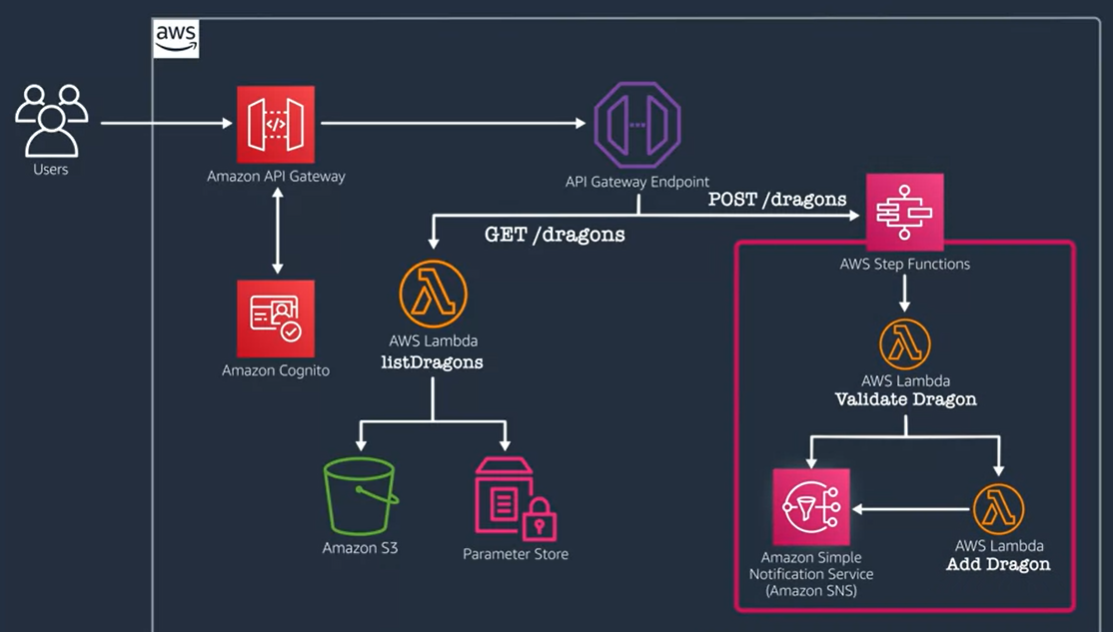 aws
Users
Amazon API Gateway
API Gateway Endpoint
POST /dragons
GET /dragons
AWS Step Functions
Amazon Cognito
AWS Lambda
listDragons
AWS Lambda
Validate Dragon
Amazon S3
Parameter Store
Amazon Simple
Notification Service
(Amazon SNS)
AWS Lambda
Add Dragon